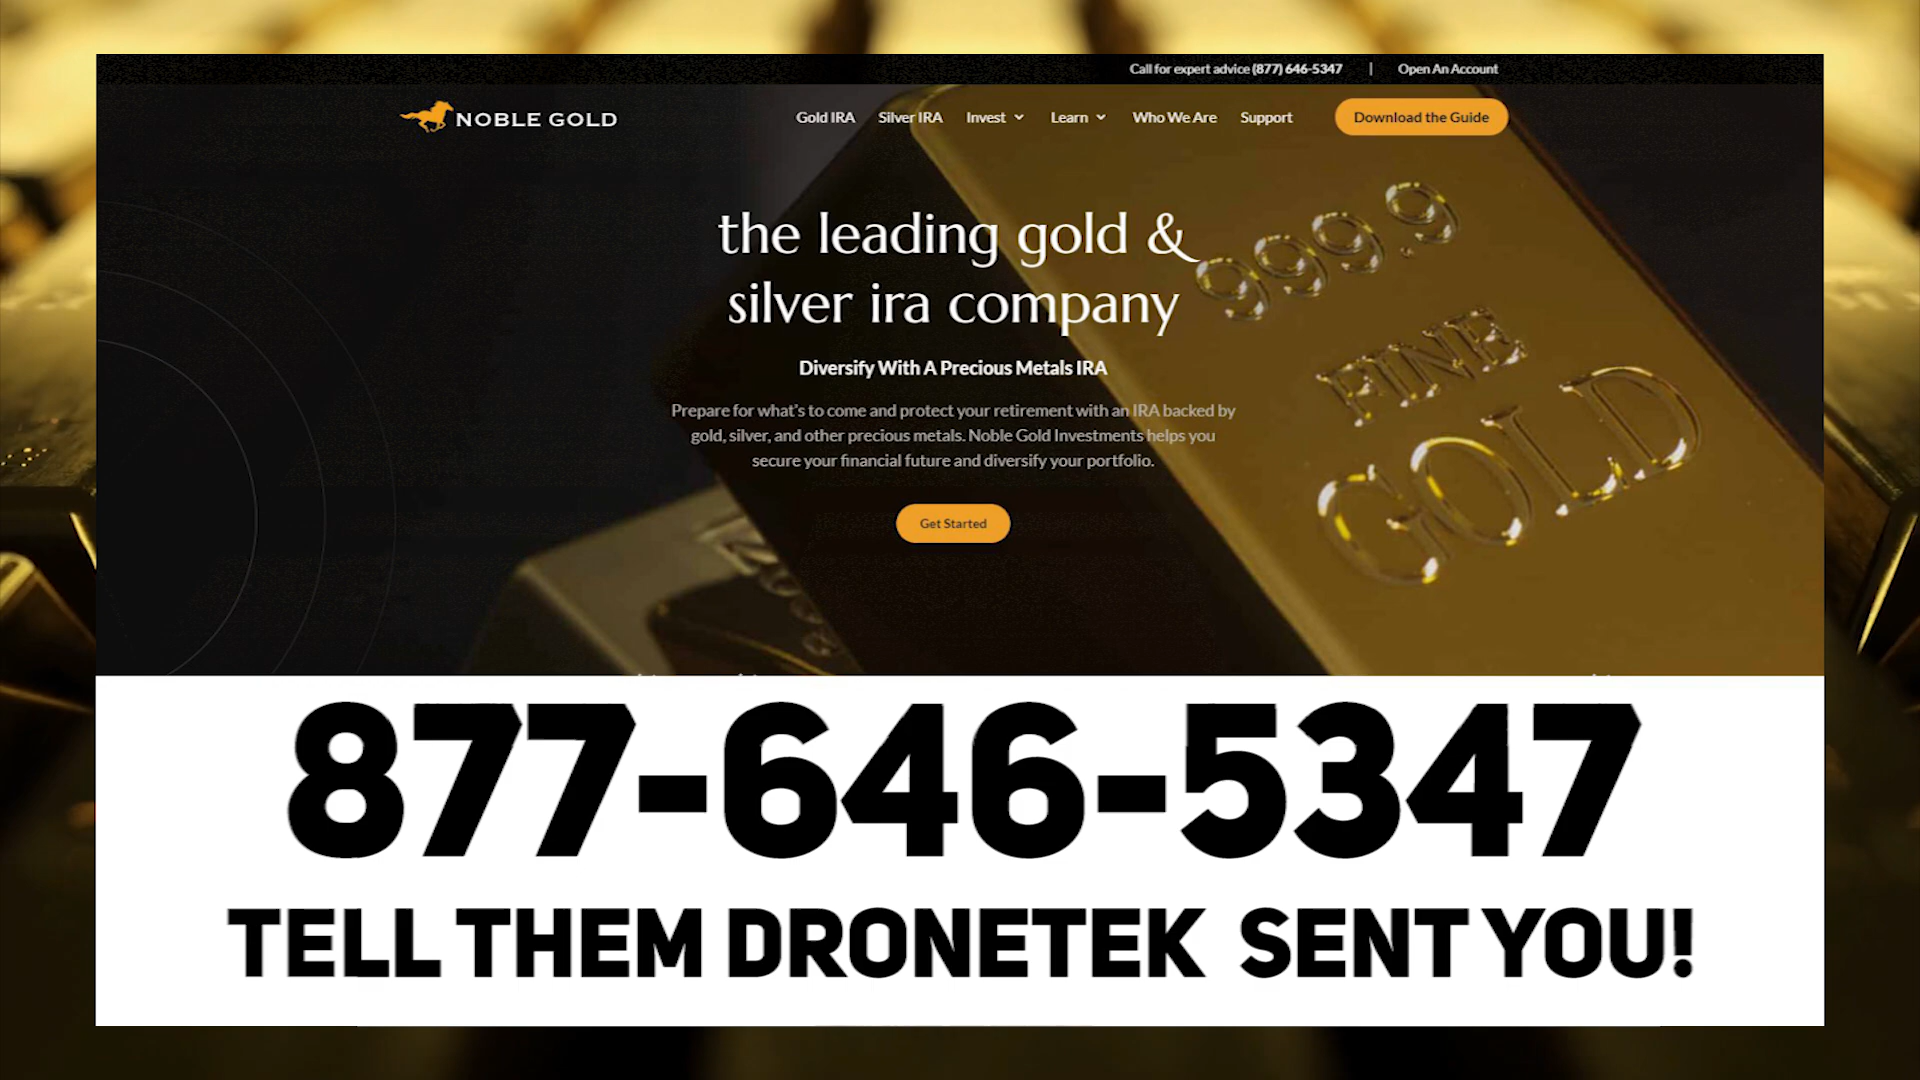 Call for expert advice (877) 646-5347 | Open An Account
NOBLE GOLD
Gold IRA Silver IRA Invest Learn Who We Are Support Download the Guide
the leading gold &
silver ira company
Diversify With A Precious Metals IRA
Prepare for what's to come and protect your retirement with an IRA backed by
gold, silver, and other precious metals. Noble Gold Investments helps you
secure your financial future and diversify your portfolio.
Get Started
999.9
FINE
GOLD
877-646-5347
TELL THEM DRONETEK SENT YOU!